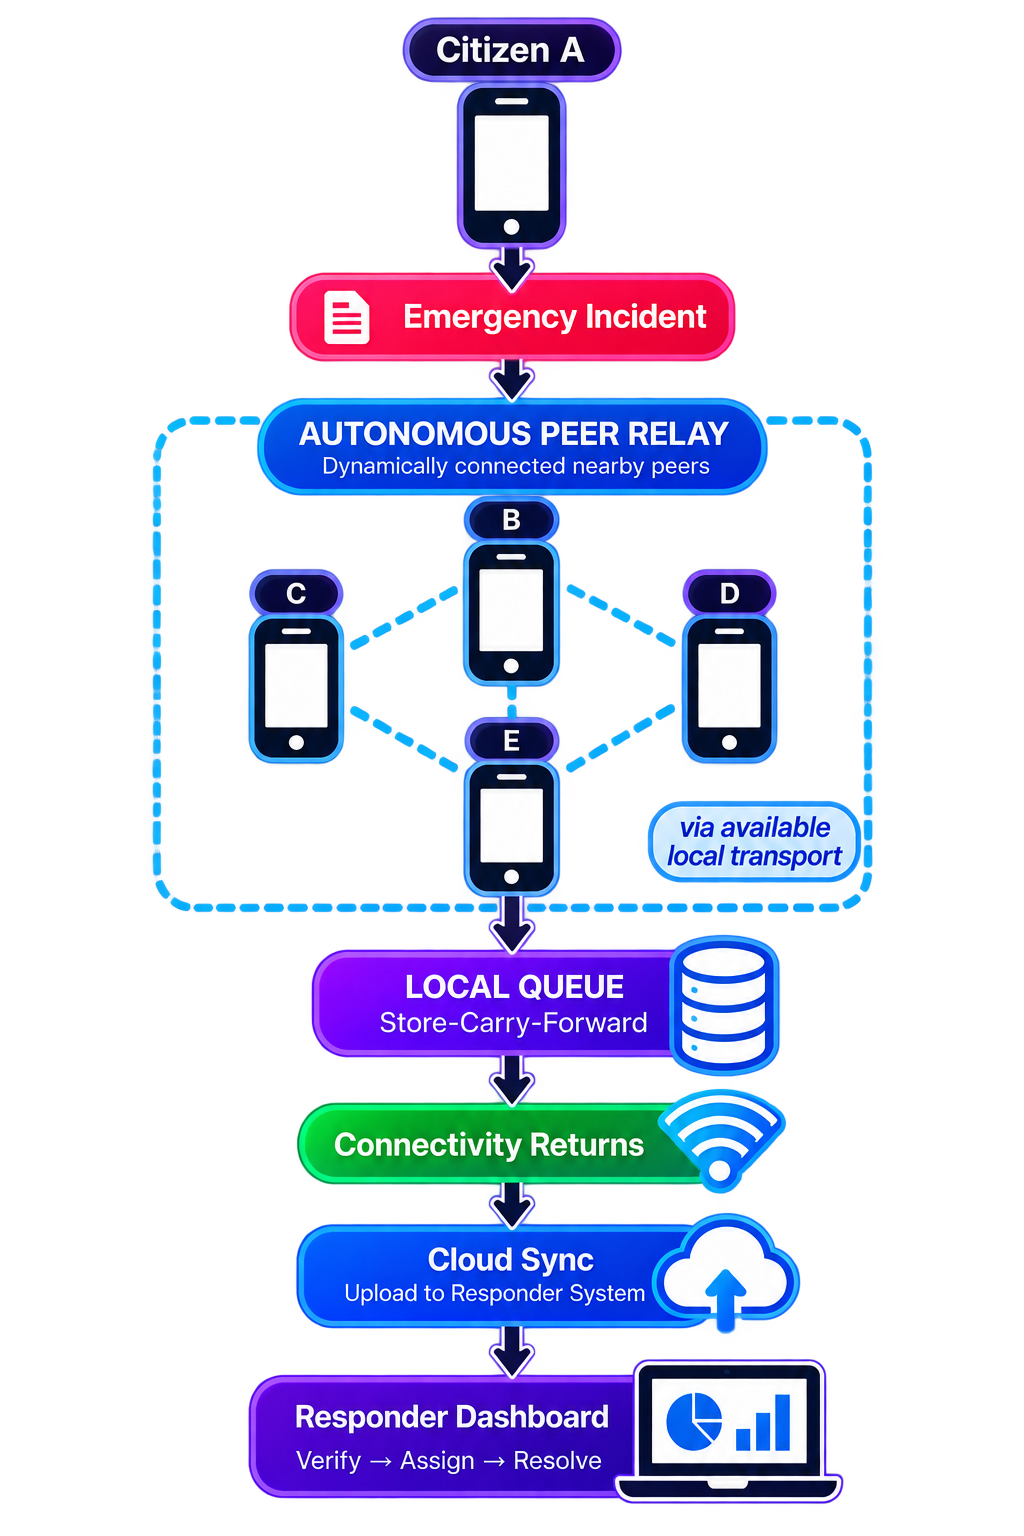 Citizen A
Emergency Incident
AUTONOMOUS PEER RELAY
Dynamically connected nearby peers
B
C
D
E
via available
local transport
LOCAL QUEUE
Store-Carry-Forward
Connectivity Returns
Cloud Sync
Upload to Responder System
Responder Dashboard
Verify → Assign → Resolve